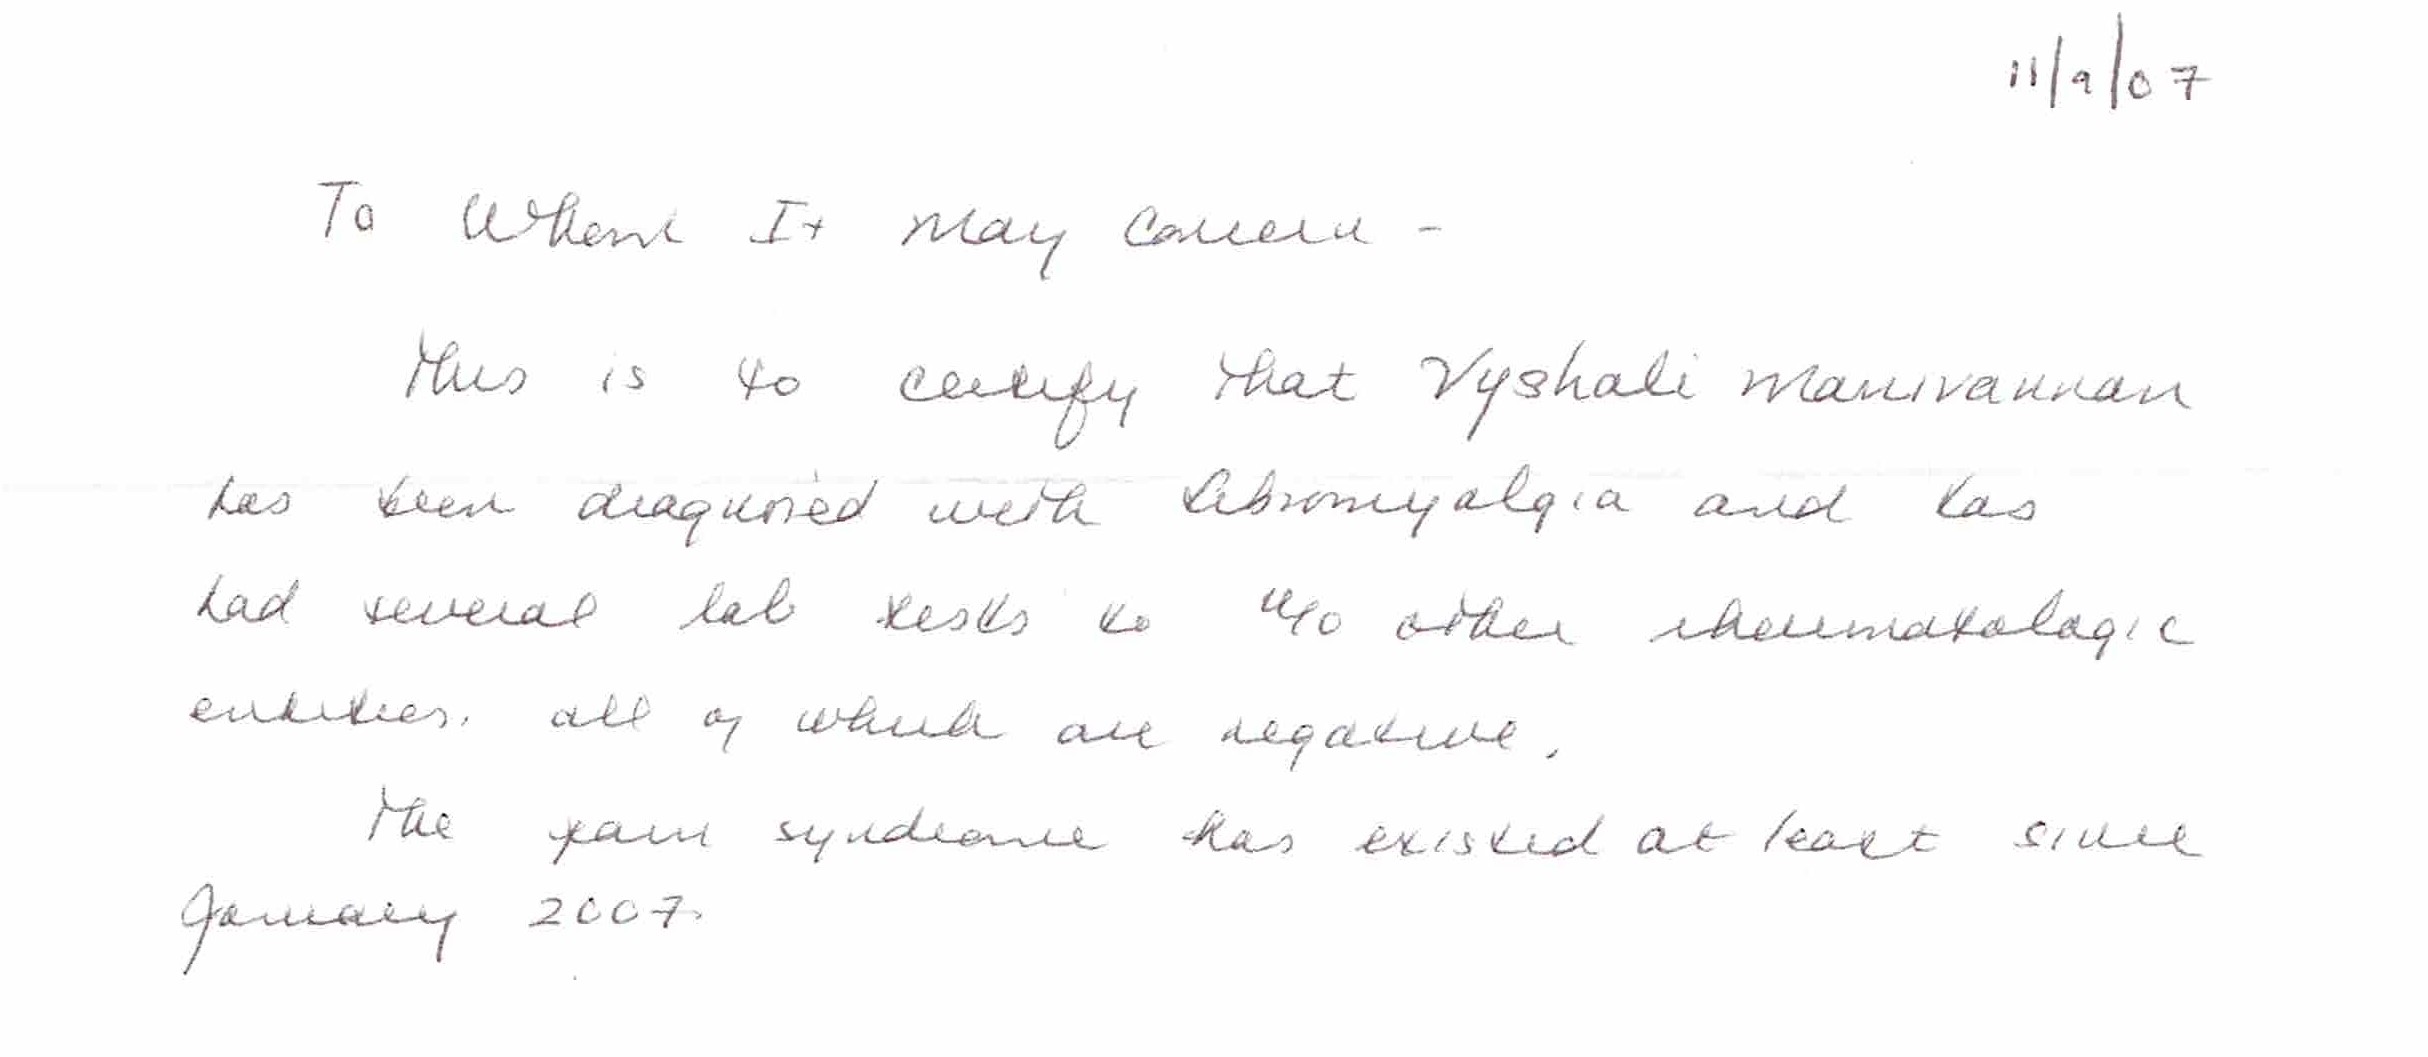 11/9/07
To Whom It May Concern -
This is to certify that Vyshali Manivannan
has been diagnosed with fibromyalgia and has
had several lab tests to r/o other rheumatologic
entities. all of which are negative.
The pain syndrome has existed at least since
January 2007.